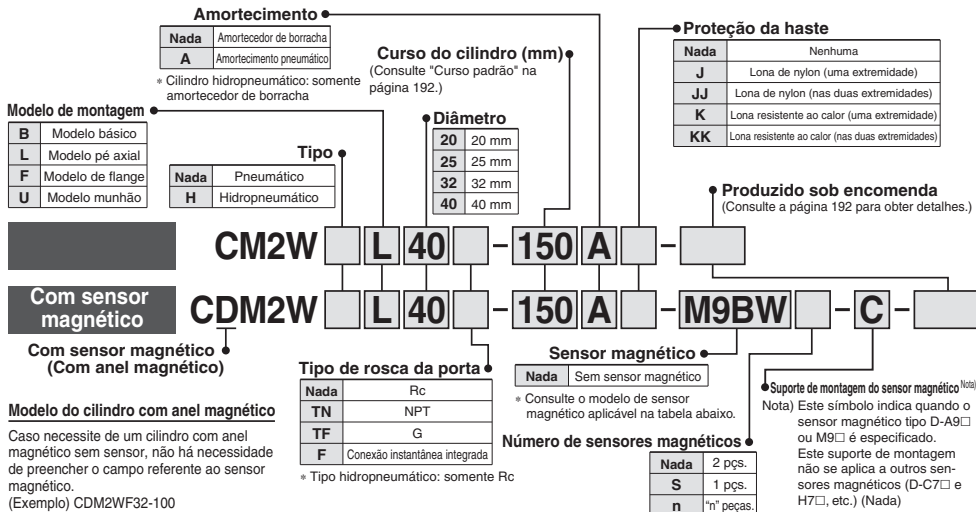 Amortecimento
Nada Amortecedor de borracha
A Amortecimento pneumático
* Cilindro hidropneumático: somente
amortecedor de borracha
Curso do cilindro (mm)
(Consulte "Curso padrão" na
página 192.)
Proteção da haste
Nada Nenhuma
J Lona de nylon (uma extremidade)
JJ Lona de nylon (nas duas extremidades)
K Lona resistente ao calor (uma extremidade)
KK Lona resistente ao calor (nas duas extremidades)
Modelo de montagem
B Modelo básico
L Modelo pé axial
F Modelo de flange
U Modelo munhão
Tipo
Nada Pneumático
H Hidropneumático
Diâmetro
20 20 mm
25 25 mm
32 32 mm
40 40 mm
Produzido sob encomenda
(Consulte a página 192 para obter detalhes.)
CM2W □ L 40 □ - 150 A □ - □
Com sensor
magnético
CDM2W □ L 40 □ - 150 A □ - M9BW □ - C - □
Com sensor magnético
(Com anel magnético)
Modelo do cilindro com anel magnético
Caso necessite de um cilindro com anel
magnético sem sensor, não há necessidade
de preencher o campo referente ao sensor
magnético.
(Exemplo) CDM2WF32-100
Tipo de rosca da porta
Nada Rc
TN NPT
TF G
F Conexão instantânea integrada
* Tipo hidropneumático: somente Rc
Sensor magnético
Nada Sem sensor magnético
* Consulte o modelo de sensor
magnético aplicável na tabela abaixo.
Número de sensores magnéticos
Nada 2 pçs.
S 1 pçs.
n "n" peças.
Suporte de montagem do sensor magnético Nota)
Nota) Este símbolo indica quando o
sensor magnético tipo D-A9□
ou M9□ é especificado.
Este suporte de montagem
não se aplica a outros sen-
sores magnéticos (D-C7□ e
H7□, etc.) (Nada)